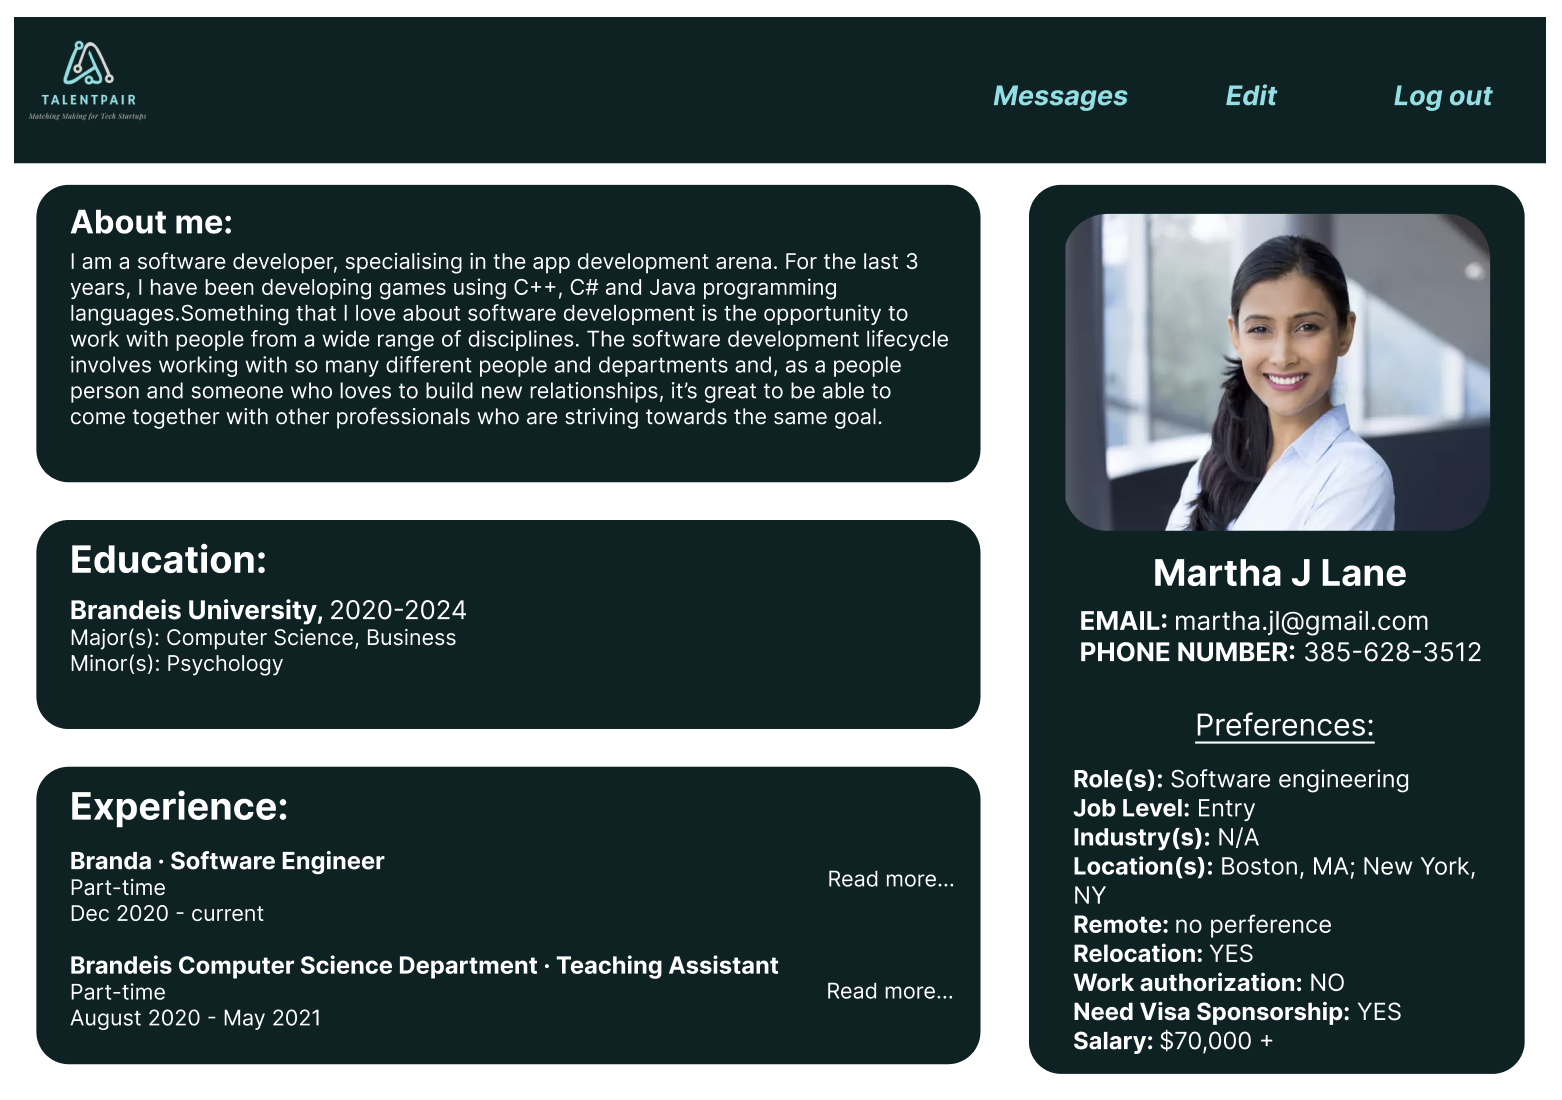 TALENTPAIR
Matching Making for Tech Startups
Messages
Edit
Log out
About me:
I am a software developer, specialising in the app development arena. For the last 3
years, I have been developing games using C++, C# and Java programming
languages.Something that I love about software development is the opportunity to
work with people from a wide range of disciplines. The software development lifecycle
involves working with so many different people and departments and, as a people
person and someone who loves to build new relationships, it’s great to be able to
come together with other professionals who are striving towards the same goal.
Education:
Brandeis University, 2020-2024
Major(s): Computer Science, Business
Minor(s): Psychology
Experience:
Branda · Software Engineer
Part-time
Dec 2020 - current
Read more...
Brandeis Computer Science Department · Teaching Assistant
Part-time
August 2020 - May 2021
Read more...
Martha J Lane
EMAIL: martha.jl@gmail.com
PHONE NUMBER: 385-628-3512
Preferences:
Role(s): Software engineering
Job Level: Entry
Industry(s): N/A
Location(s): Boston, MA; New York,
NY
Remote: no perference
Relocation: YES
Work authorization: NO
Need Visa Sponsorship: YES
Salary: $70,000 +